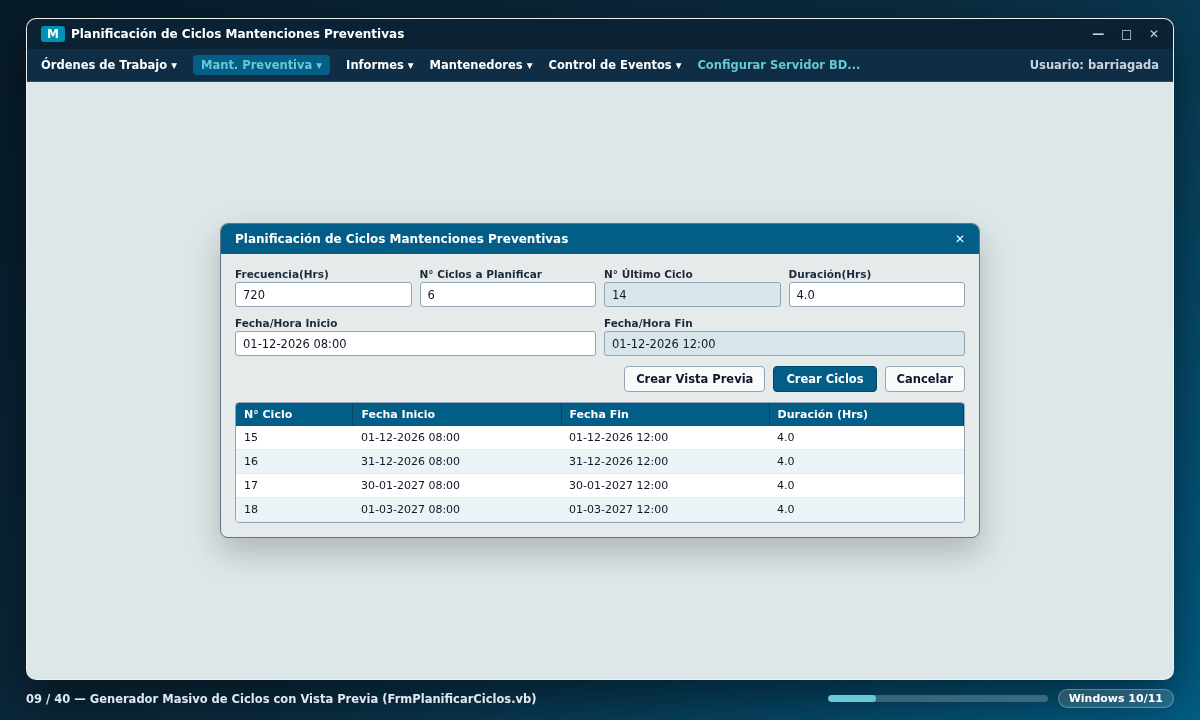 M Planificación de Ciclos Mantenciones Preventivas — □ ✕
Órdenes de Trabajo ▾ Mant. Preventiva ▾ Informes ▾ Mantenedores ▾ Control de Eventos ▾ Configurar Servidor BD... Usuario: barriagada
Planificación de Ciclos Mantenciones Preventivas ✕
Frecuencia(Hrs) N° Ciclos a Planificar N° Último Ciclo Duración(Hrs)
720 6 14 4.0
Fecha/Hora Inicio Fecha/Hora Fin
01-12-2026 08:00 01-12-2026 12:00
Crear Vista Previa Crear Ciclos Cancelar
N° Ciclo Fecha Inicio Fecha Fin Duración (Hrs)
15 01-12-2026 08:00 01-12-2026 12:00 4.0
16 31-12-2026 08:00 31-12-2026 12:00 4.0
17 30-01-2027 08:00 30-01-2027 12:00 4.0
18 01-03-2027 08:00 01-03-2027 12:00 4.0
09 / 40 — Generador Masivo de Ciclos con Vista Previa (FrmPlanificarCiclos.vb) Windows 10/11